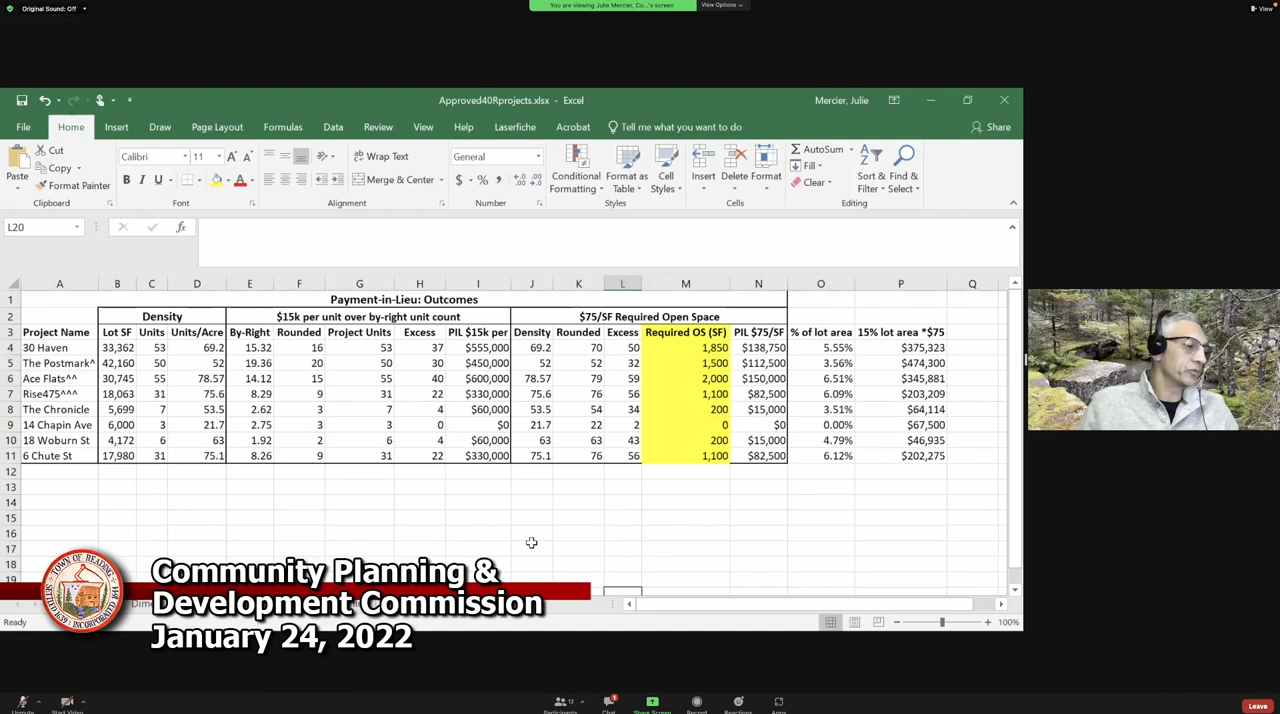 Original Sound: Off
You are viewing Julie Mercier, Co...'s screen
View Options
View
Approved40Rprojects.xlsx - Excel
Mercier, Julie
File Home Insert Draw Page Layout Formulas Data Review View Help Laserfiche Acrobat Tell me what you want to do Share
Paste
Cut
Copy
Format Painter
Clipboard
Calibri 11
B I U
Font
Wrap Text
Merge & Center
Alignment
General
$ % ,
Number
Conditional Formatting
Format as Table
Cell Styles
Styles
Insert Delete Format
Cells
AutoSum
Fill
Clear
Sort & Filter
Find & Select
Editing
L20
fx
A B C D E F G H I J K L M N O P Q
1 Payment-in-Lieu: Outcomes
2 Density $15k per unit over by-right unit count $75/SF Required Open Space
3 Project Name Lot SF Units Units/Acre By-Right Rounded Project Units Excess PIL $15k per Density Rounded Excess Required OS (SF) PIL $75/SF % of lot area 15% lot area *$75
4 30 Haven 33,362 53 69.2 15.32 16 53 37 $555,000 69.2 70 50 1,850 $138,750 5.55% $375,323
5 The Postmark^ 42,160 50 52 19.36 20 50 30 $450,000 52 52 32 1,500 $112,500 3.56% $474,300
6 Ace Flats^^ 30,745 55 78.57 14.12 15 55 40 $600,000 78.57 79 59 2,000 $150,000 6.51% $345,881
7 Rise475^^^ 18,063 31 75.6 8.29 9 31 22 $330,000 75.6 76 56 1,100 $82,500 6.09% $203,209
8 The Chronicle 5,699 7 53.5 2.62 3 7 4 $60,000 53.5 54 34 200 $15,000 3.51% $64,114
9 14 Chapin Ave 6,000 3 21.7 2.75 3 3 0 $0 21.7 22 2 0 $0 0.00% $67,500
10 18 Woburn St 4,172 6 63 1.92 2 6 4 $60,000 63 63 43 200 $15,000 4.79% $46,935
11 6 Chute St 17,980 31 75.1 8.26 9 31 22 $330,000 75.1 76 56 1,100 $82,500 6.12% $202,275
12
13
14
15
16
17
18
19
TOWN OF READING
Community Planning &
Development Commission
January 24, 2022
Ready
100%
Unmute Start Video Participants 12 Chat Share Screen Record Reactions Apps Leave